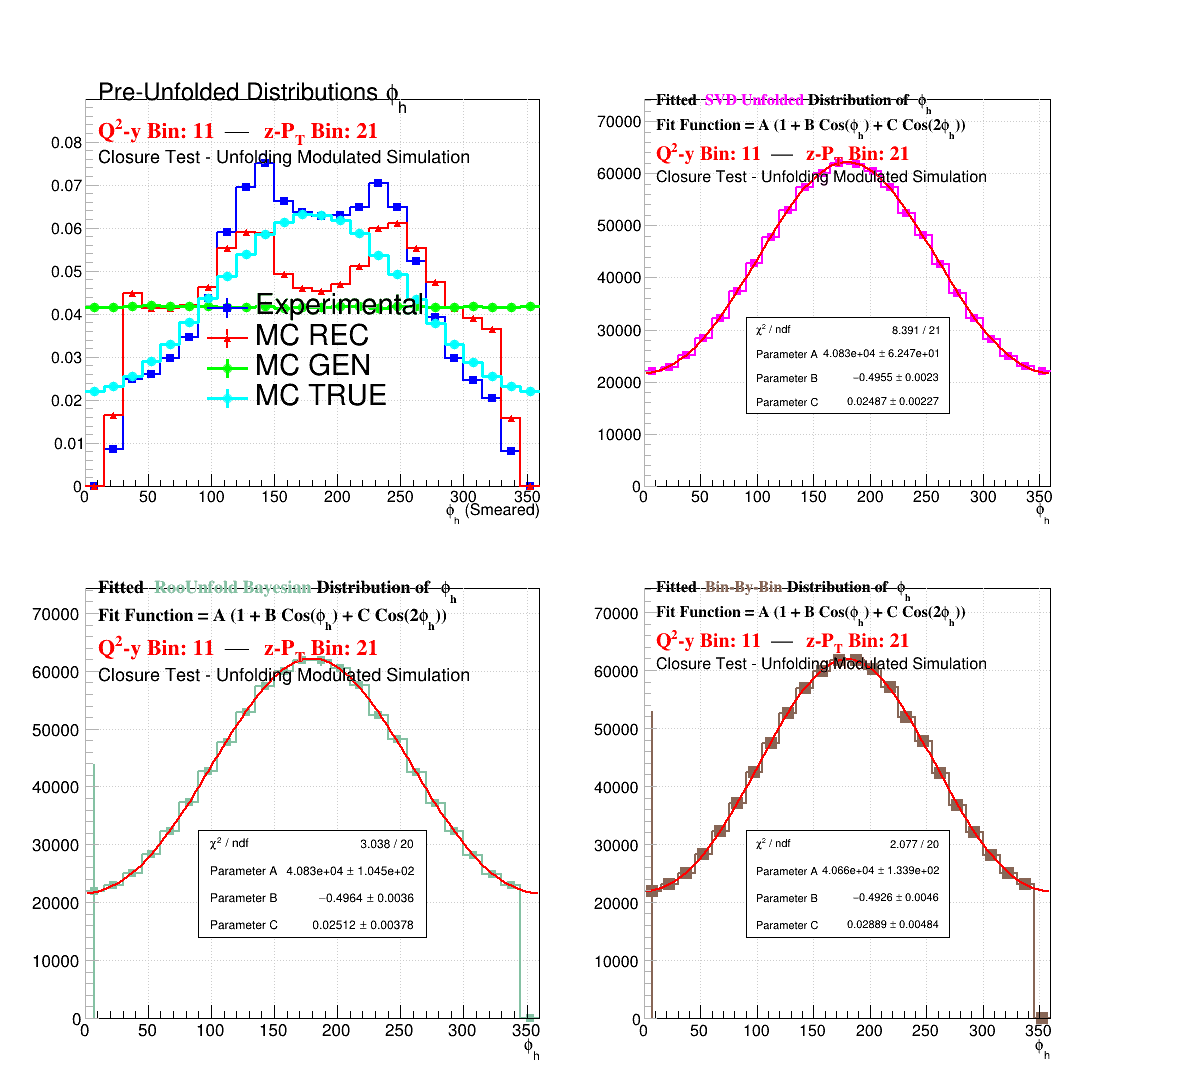 Pre-Unfolded Distributions ϕh
Q2-y Bin: 11 — z-PT Bin: 21
Closure Test - Unfolding Modulated Simulation
0.08
0.07
0.06
0.05
0.04
0.03
0.02
0.01
0
Experimental
MC REC
MC GEN
MC TRUE
0 50 100 150 200 250 300 350
ϕh (Smeared)
Fitted SVD Unfolded Distribution of ϕh
Fit Function = A (1 + B Cos(ϕh) + C Cos(2ϕh))
Q2-y Bin: 11 — z-PT Bin: 21
Closure Test - Unfolding Modulated Simulation
70000
60000
50000
40000
30000
20000
10000
0
χ2 / ndf 8.391 / 21
Parameter A 4.083e+04 ± 6.247e+01
Parameter B −0.4955 ± 0.0023
Parameter C 0.02487 ± 0.00227
0 50 100 150 200 250 300 350
ϕh
Fitted RooUnfold Bayesian Distribution of ϕh
Fit Function = A (1 + B Cos(ϕh) + C Cos(2ϕh))
Q2-y Bin: 11 — z-PT Bin: 21
Closure Test - Unfolding Modulated Simulation
70000
60000
50000
40000
30000
20000
10000
0
χ2 / ndf 3.038 / 20
Parameter A 4.083e+04 ± 1.045e+02
Parameter B −0.4964 ± 0.0036
Parameter C 0.02512 ± 0.00378
0 50 100 150 200 250 300 350
ϕh
Fitted Bin-By-Bin Distribution of ϕh
Fit Function = A (1 + B Cos(ϕh) + C Cos(2ϕh))
Q2-y Bin: 11 — z-PT Bin: 21
Closure Test - Unfolding Modulated Simulation
70000
60000
50000
40000
30000
20000
10000
0
χ2 / ndf 2.077 / 20
Parameter A 4.066e+04 ± 1.339e+02
Parameter B −0.4926 ± 0.0046
Parameter C 0.02889 ± 0.00484
0 50 100 150 200 250 300 350
ϕh